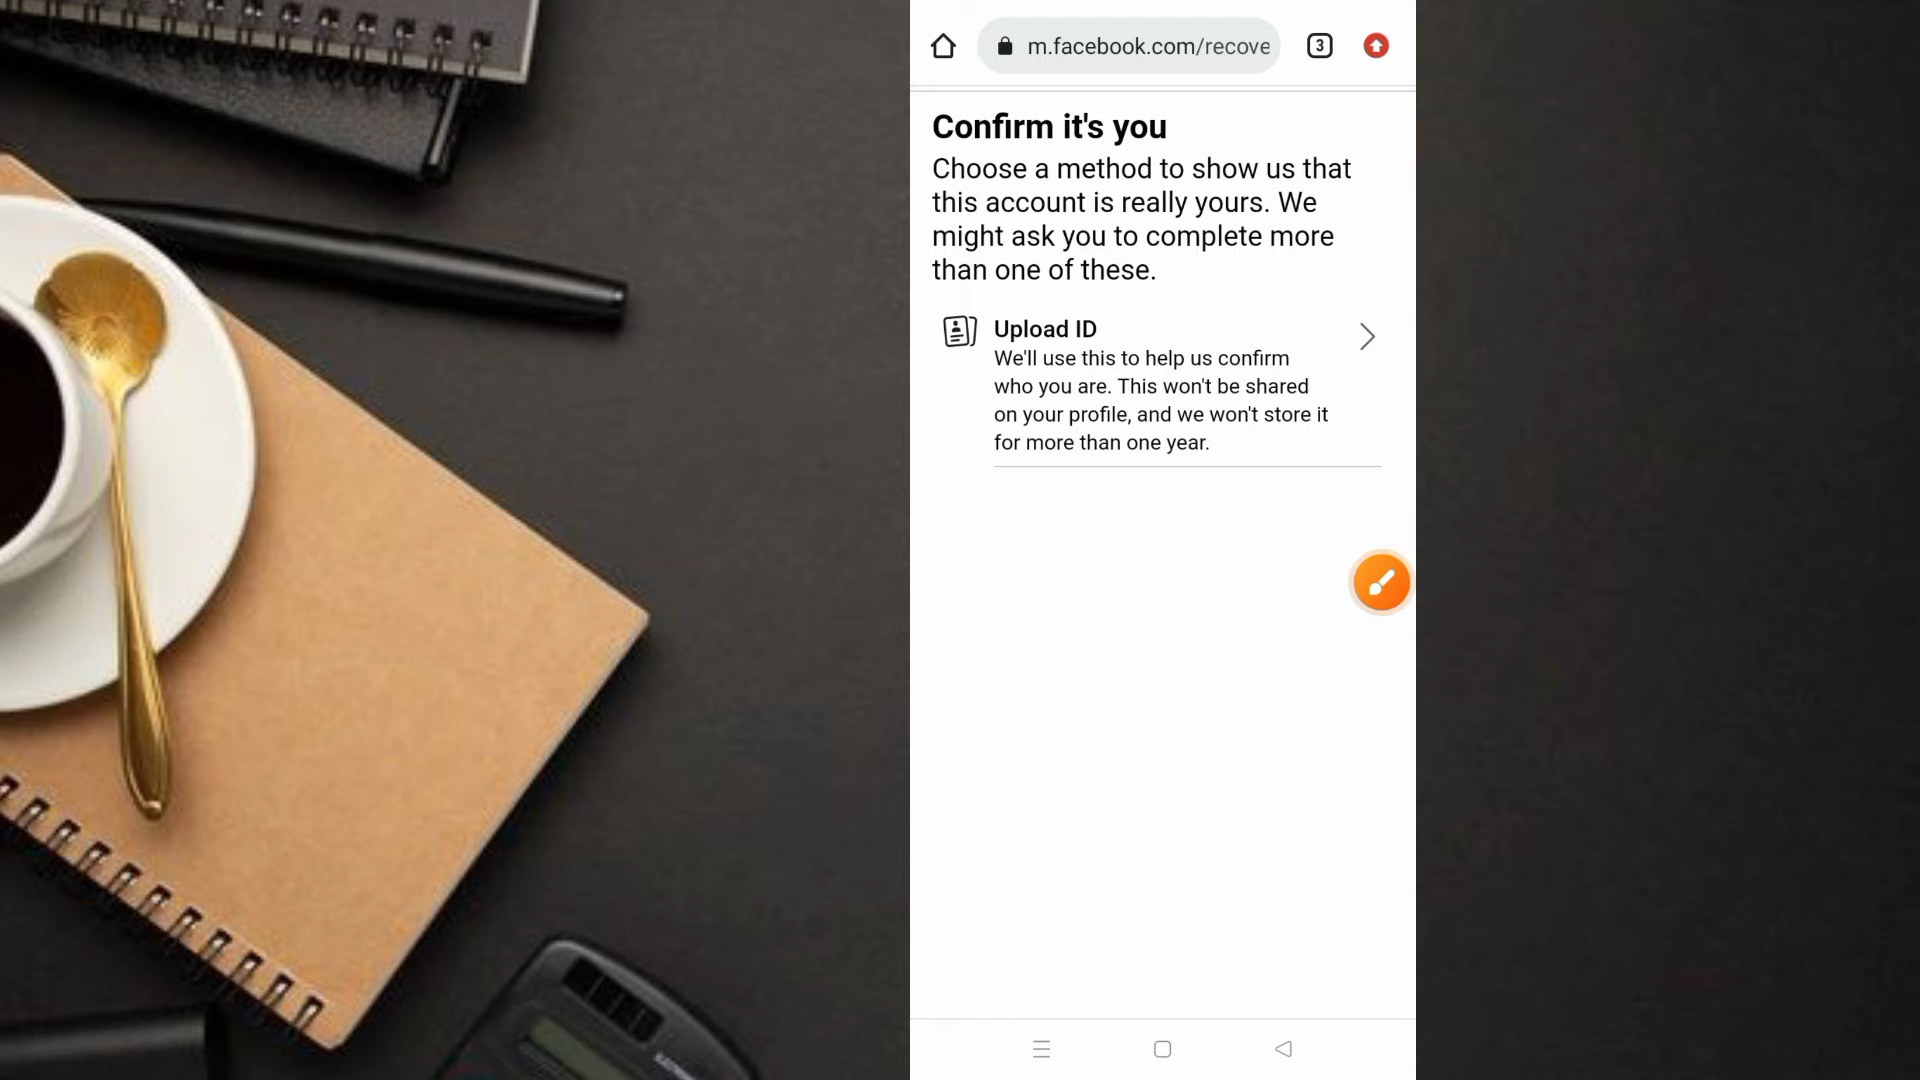 m.facebook.com/recove
3
Confirm it's you
Choose a method to show us that
this account is really yours. We
might ask you to complete more
than one of these.
Upload ID
We'll use this to help us confirm
who you are. This won't be shared
on your profile, and we won't store it
for more than one year.